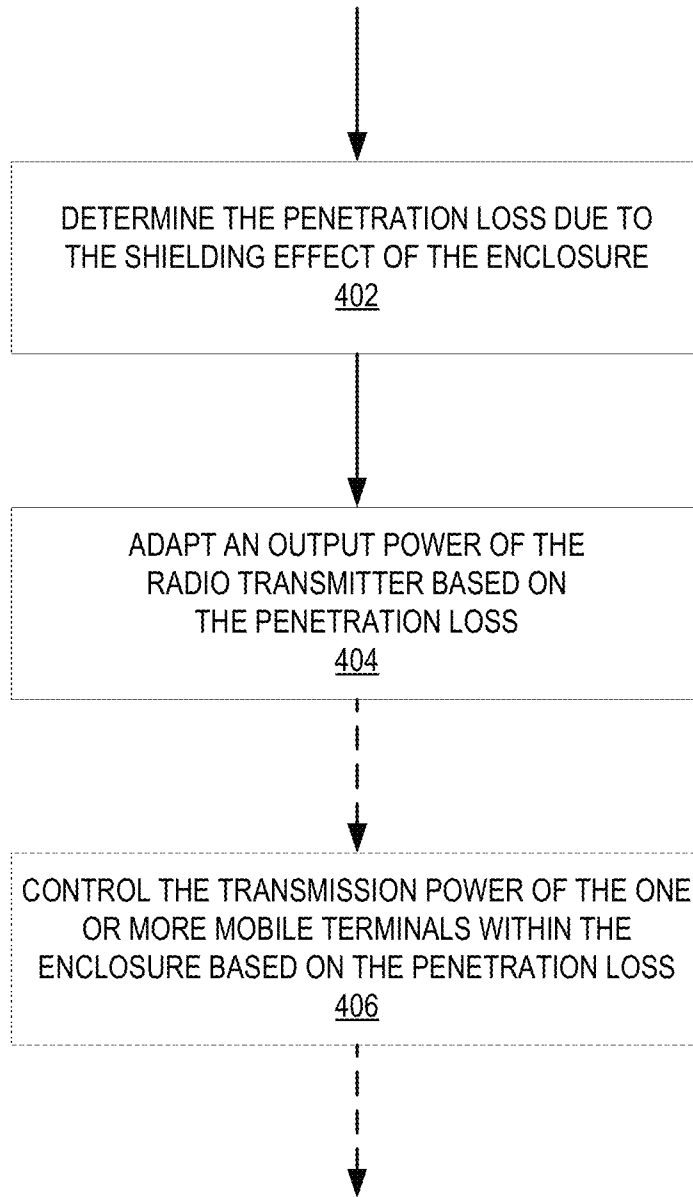 DETERMINE THE PENETRATION LOSS DUE TO
THE SHIELDING EFFECT OF THE ENCLOSURE
402
ADAPT AN OUTPUT POWER OF THE
RADIO TRANSMITTER BASED ON
THE PENETRATION LOSS
404
CONTROL THE TRANSMISSION POWER OF THE ONE
OR MORE MOBILE TERMINALS WITHIN THE
ENCLOSURE BASED ON THE PENETRATION LOSS
406